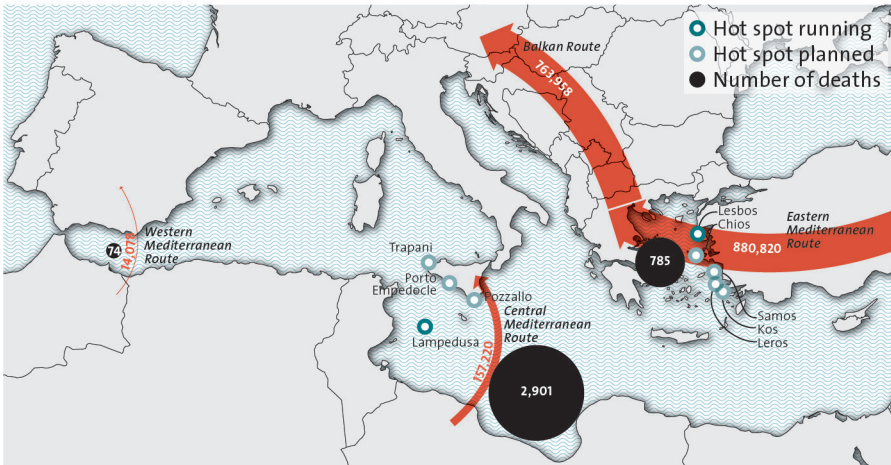 Hot spot running
Hot spot planned
Number of deaths
Balkan Route
763,958
Lesbos
Chios
Eastern
Mediterranean
Route
880,820
785
Western
Mediterranean
Route
74
14,078
Trapani
Porto
Empedocle
Pozzallo
Central
Mediterranean
Route
Lampedusa
157,220
2,901
Samos
Kos
Leros